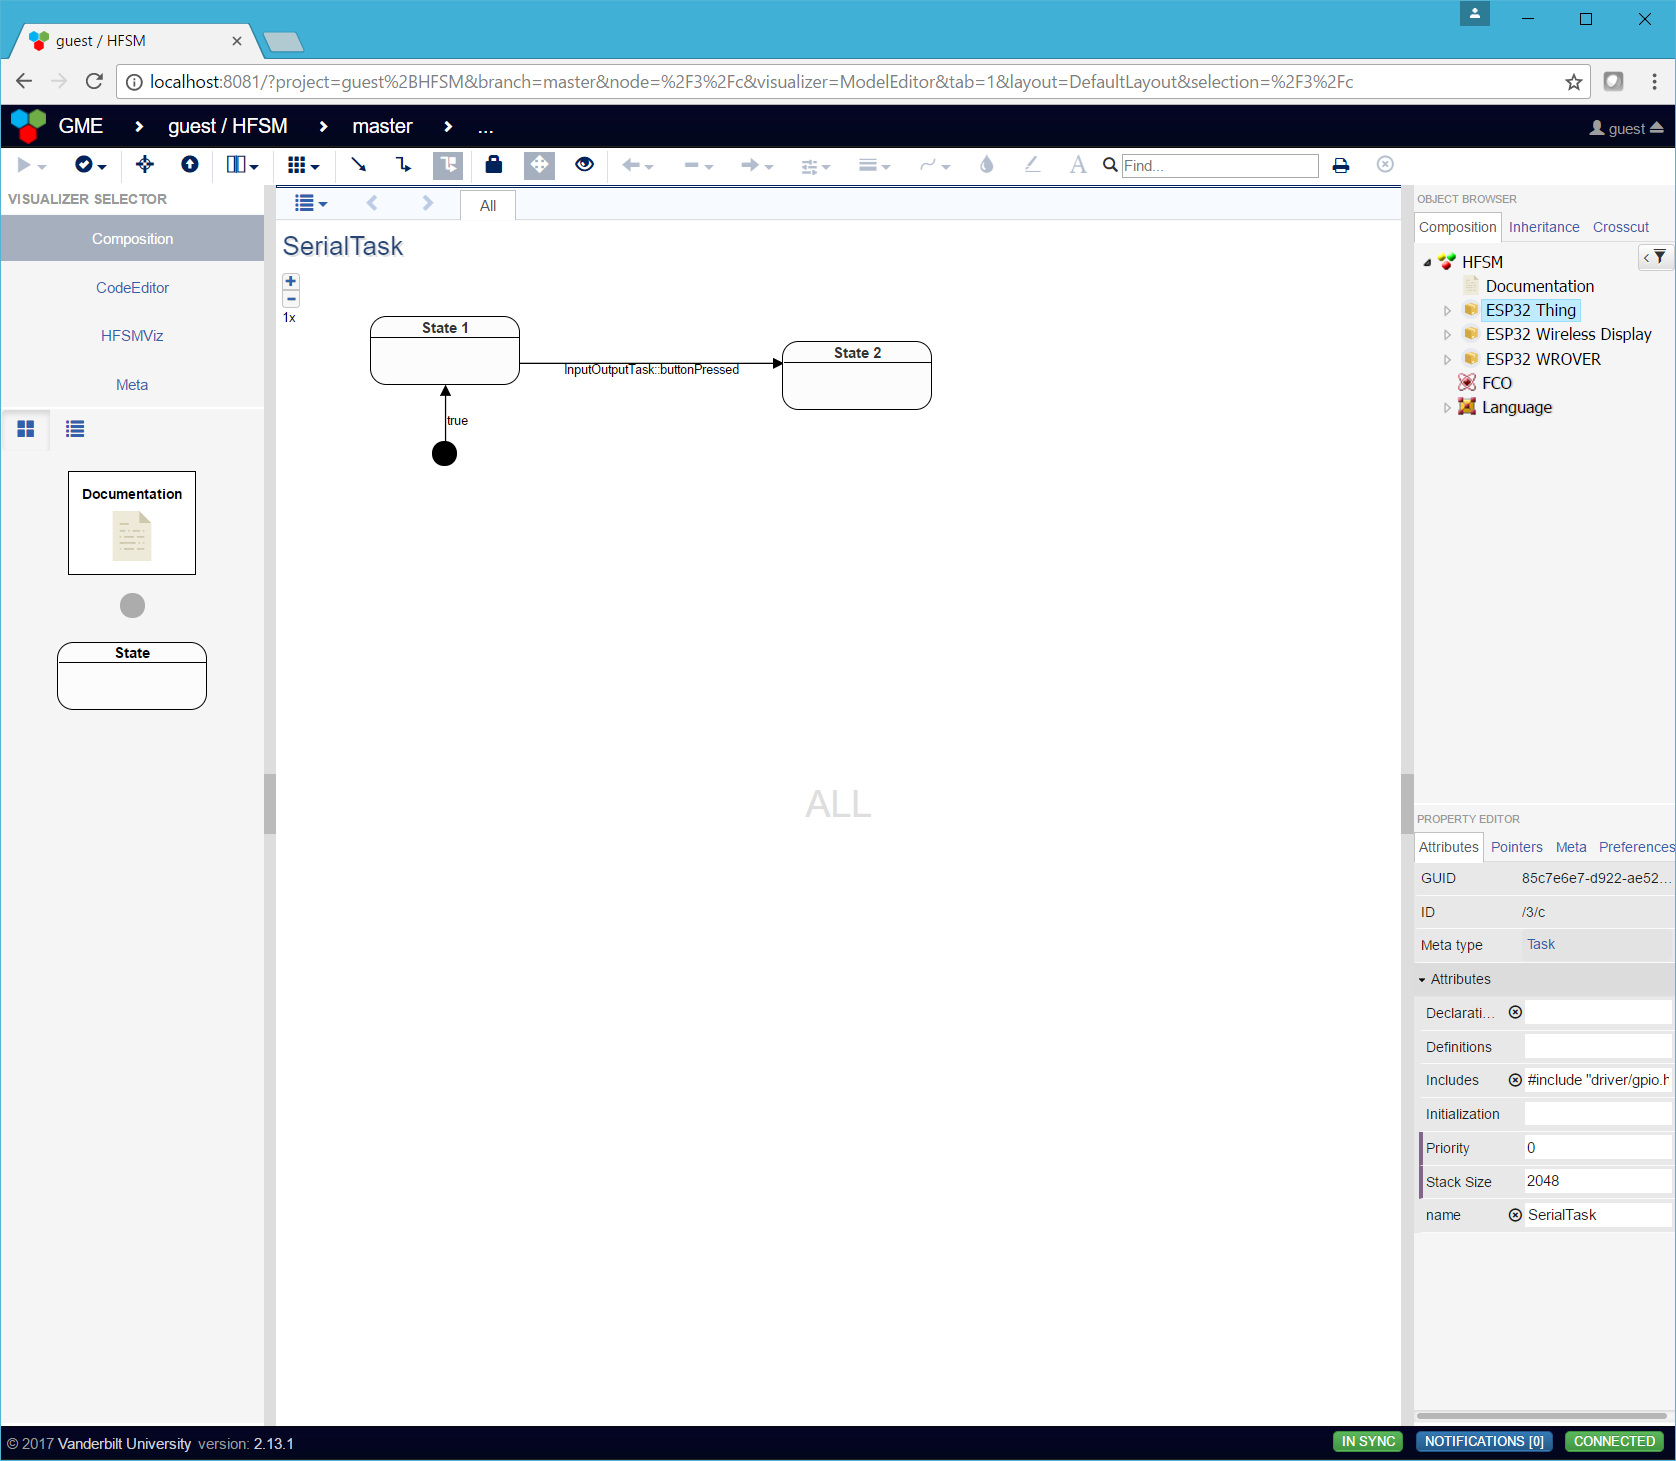 guest / HFSM
localhost:8081/?project=guest%2BHFSM&branch=master&node=%2F3%2Fc&visualizer=ModelEditor&tab=1&layout=DefaultLayout&selection=%2F3%2Fc
GME guest / HFSM master ...
guest
Find...
VISUALIZER SELECTOR
Composition
CodeEditor
HFSMViz
Meta
Documentation
State
All
SerialTask
1x
State 1
State 2
InputOutputTask::buttonPressed
true
ALL
OBJECT BROWSER
Composition Inheritance Crosscut
HFSM
Documentation
ESP32 Thing
ESP32 Wireless Display
ESP32 WROVER
FCO
Language
PROPERTY EDITOR
Attributes Pointers Meta Preferences
GUID 85c7e6e7-d922-ae52...
ID /3/c
Meta type Task
Attributes
Declarati...
Definitions
Includes #include "driver/gpio.h
Initialization
Priority 0
Stack Size 2048
name SerialTask
© 2017 Vanderbilt University version: 2.13.1
IN SYNC NOTIFICATIONS [0] CONNECTED